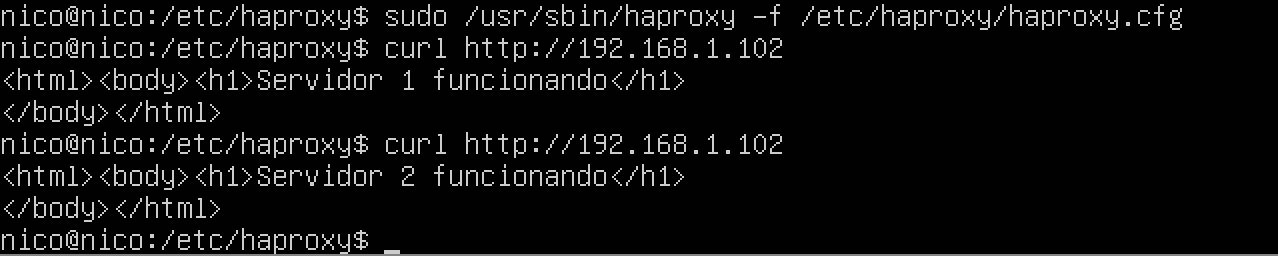 nico@nico:/etc/haproxy$ sudo /usr/sbin/haproxy -f /etc/haproxy/haproxy.cfg
nico@nico:/etc/haproxy$ curl http://192.168.1.102
<html><body><h1>Servidor 1 funcionando</h1>
</body></html>
nico@nico:/etc/haproxy$ curl http://192.168.1.102
<html><body><h1>Servidor 2 funcionando</h1>
</body></html>
nico@nico:/etc/haproxy$ _